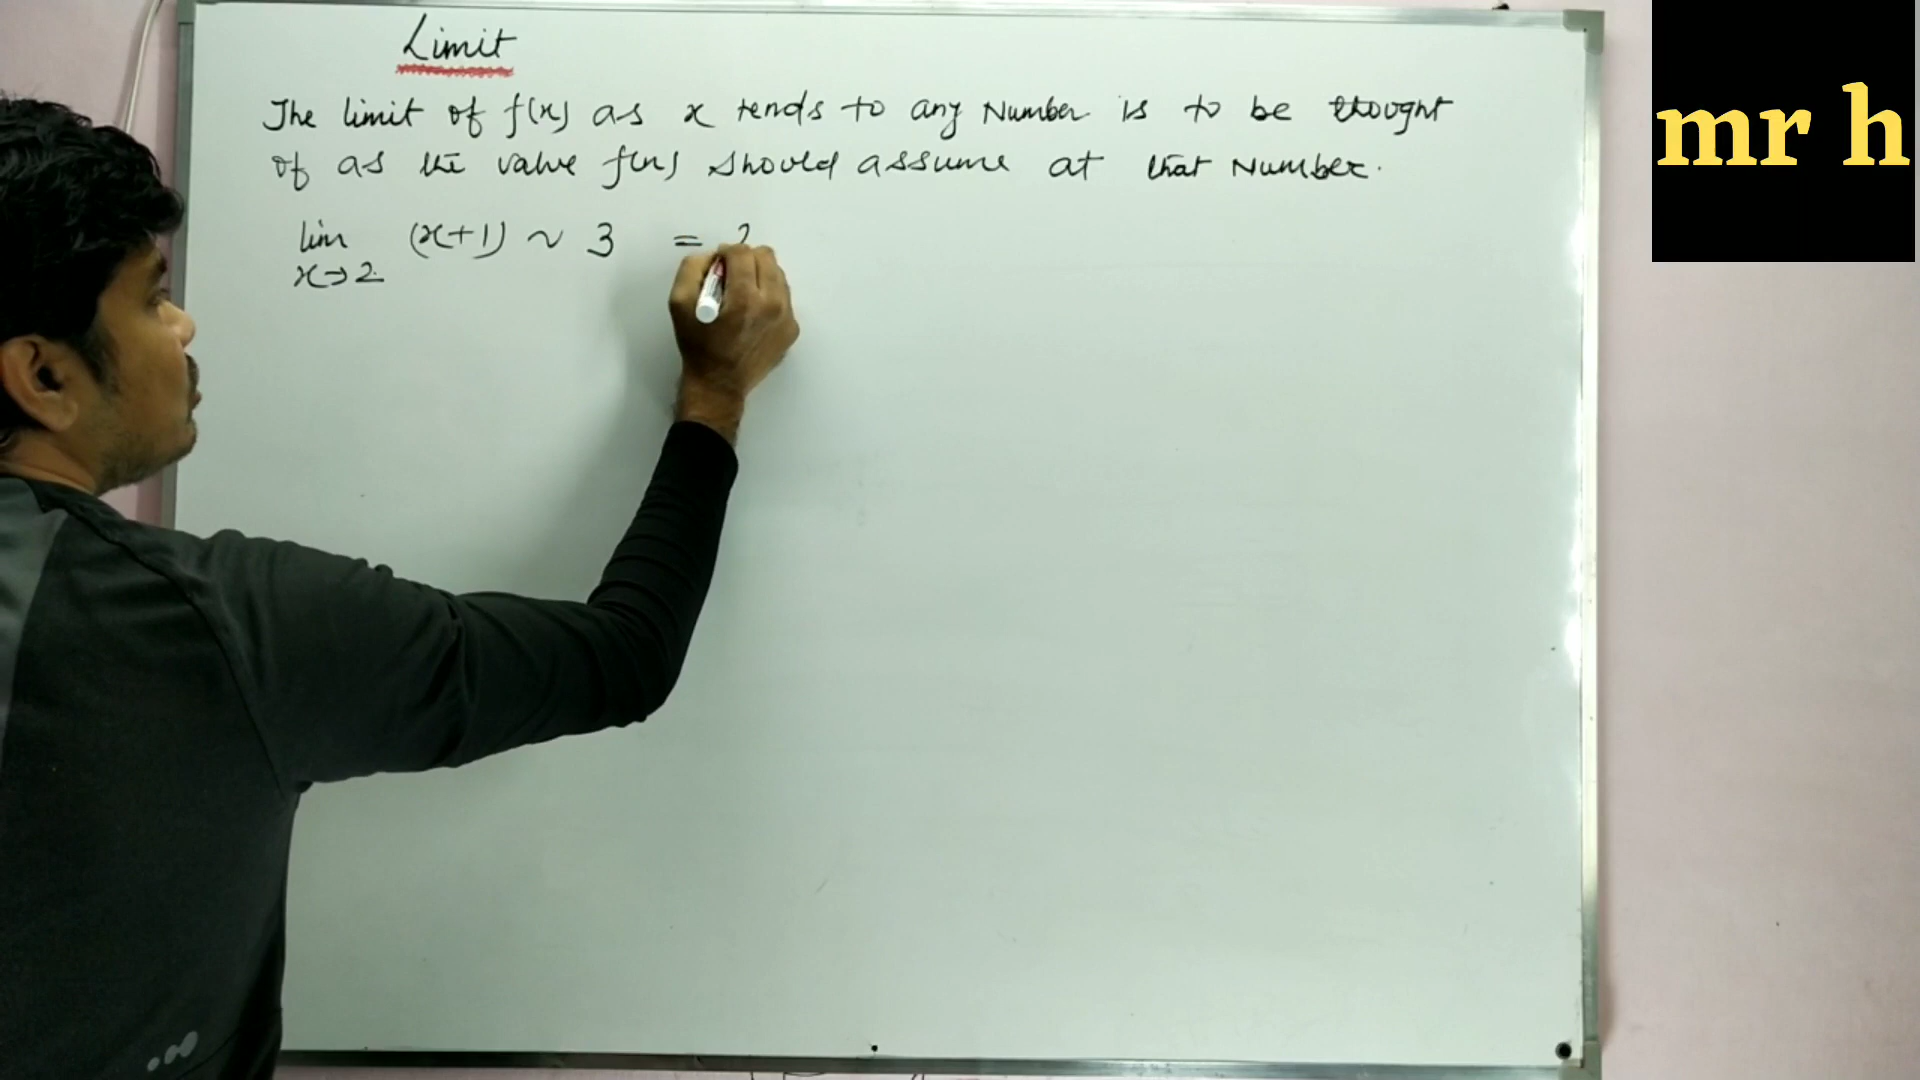 Limit
The limit of f(x) as x tends to any Number is to be thought
of as the value f(x) should assume at that Number.
lim (x+1) ~ 3 =
x→2
mr h